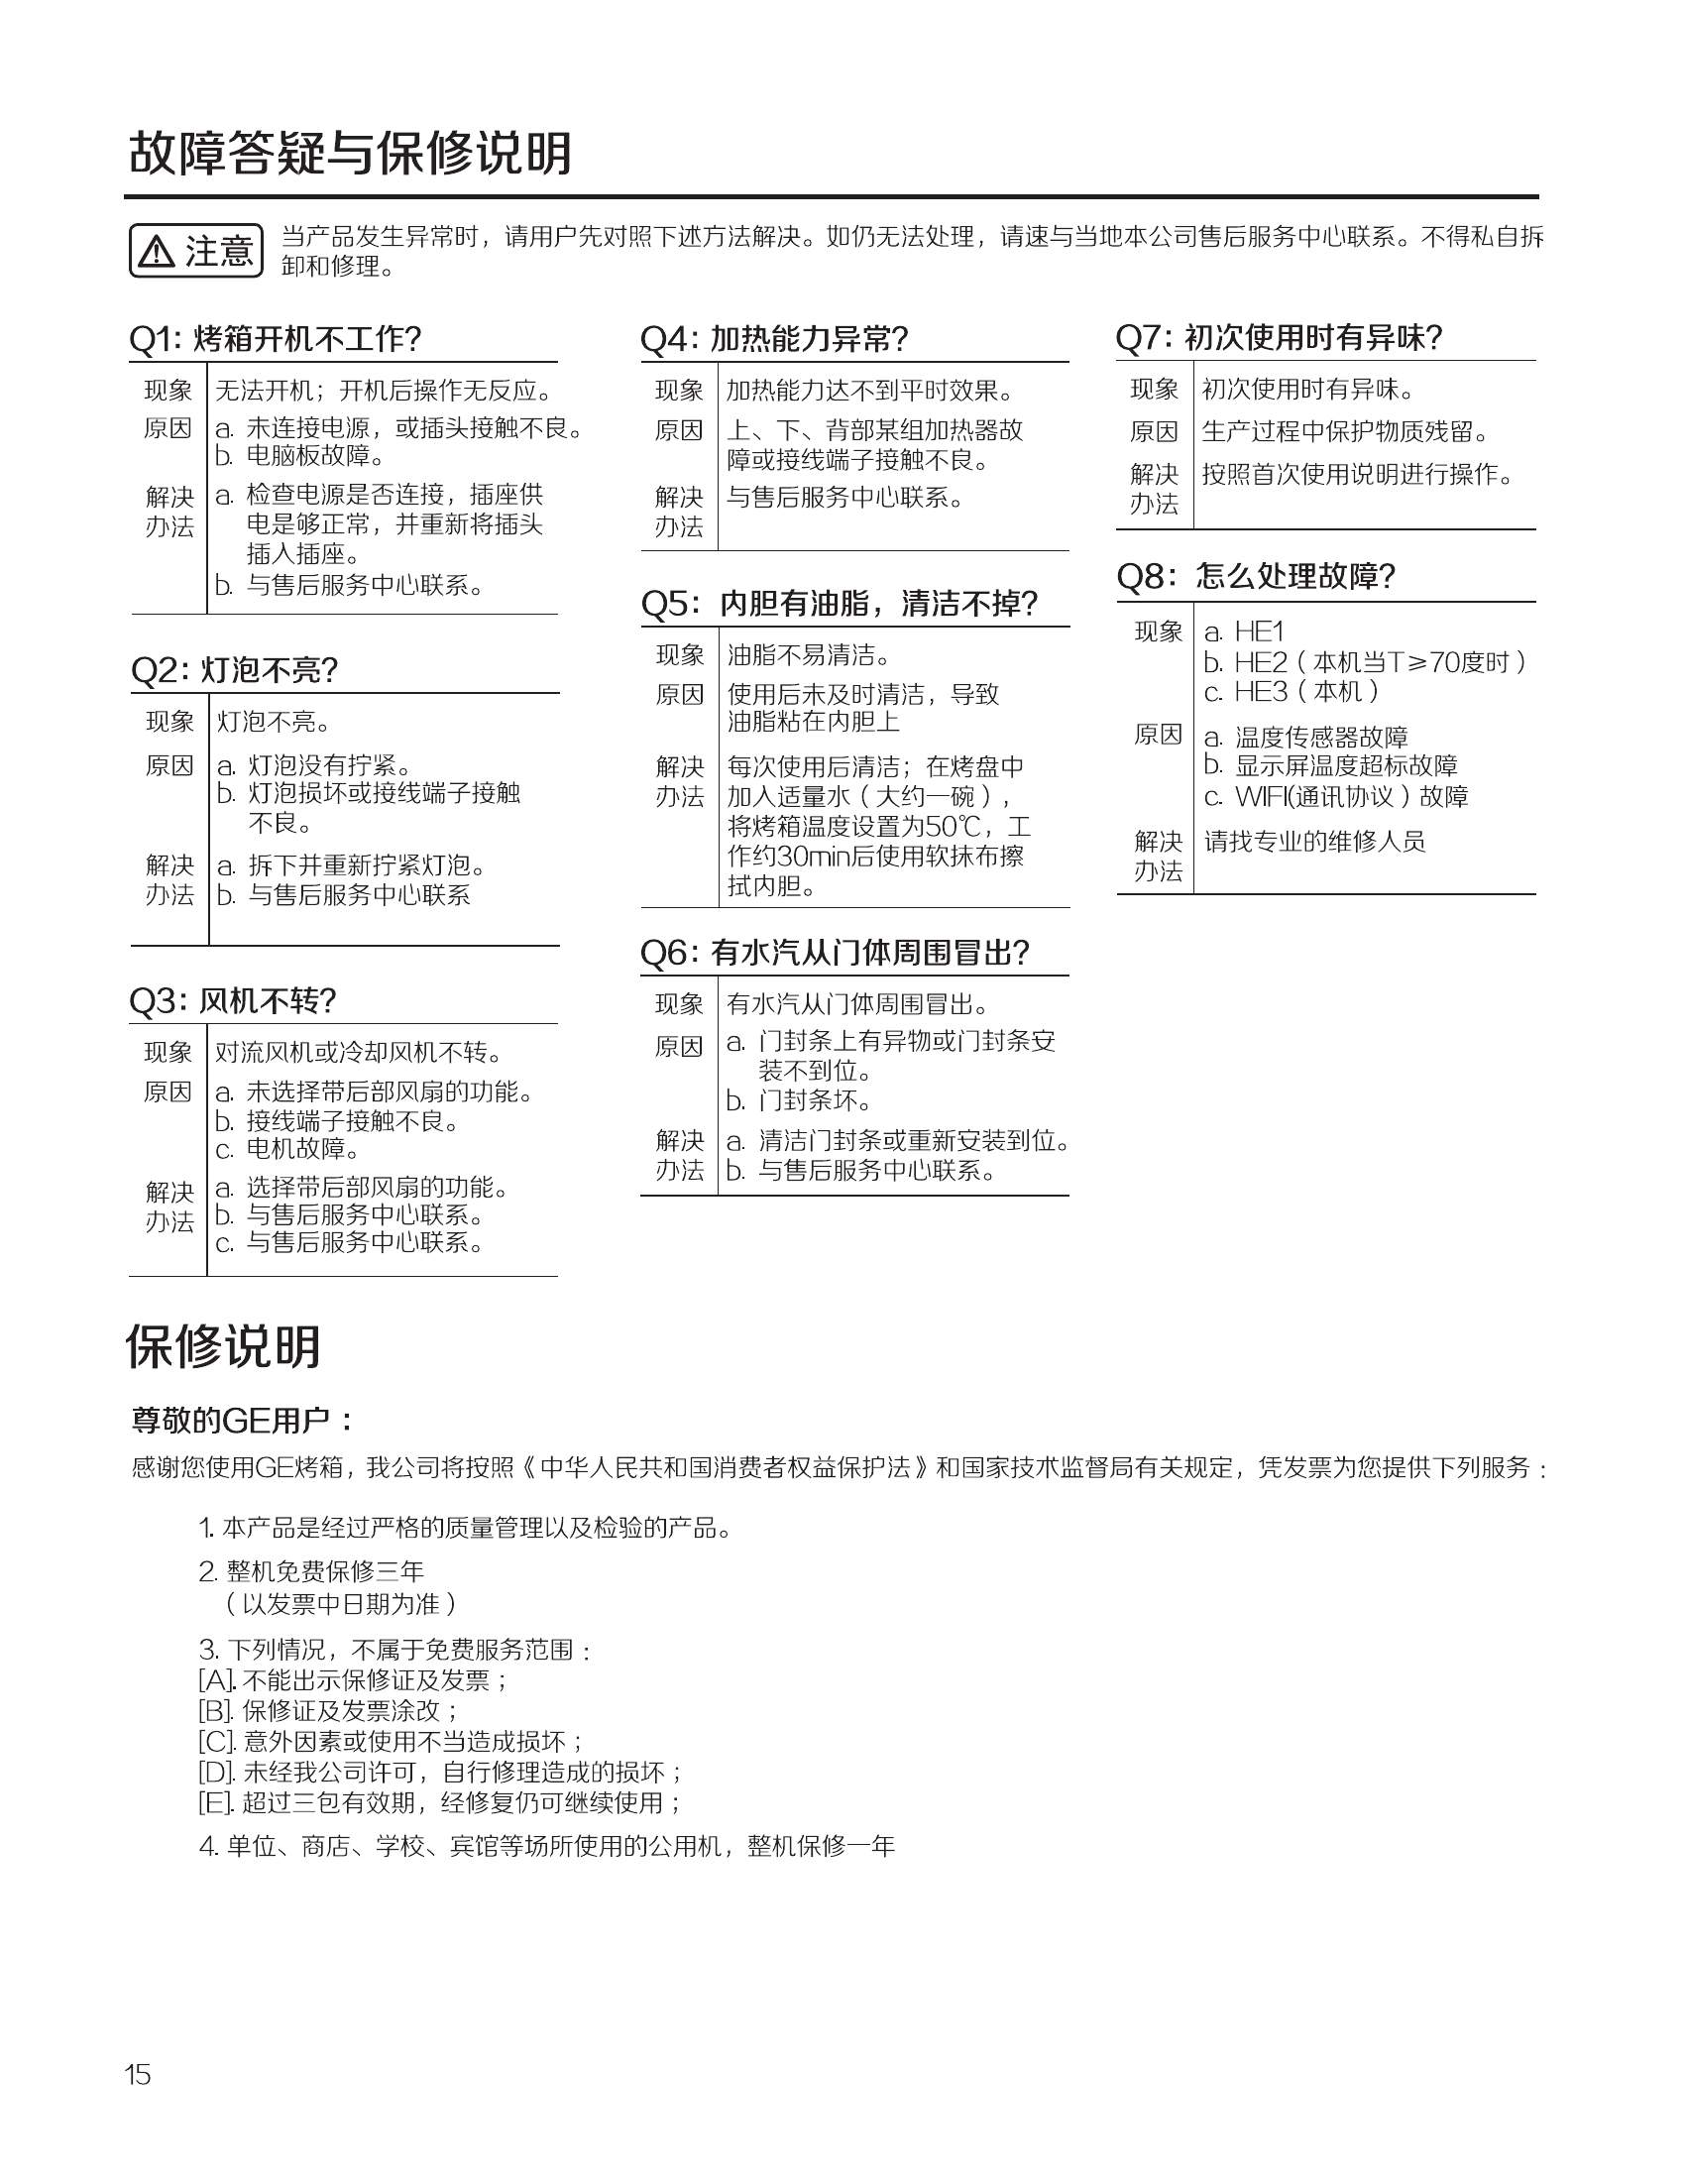 故障答疑与保修说明
注意
当产品发生异常时，请用户先对照下述方法解决。如仍无法处理，请速与当地本公司售后服务中心联系。不得私自拆
卸和修理。
Q1: 烤箱开机不工作?
现象 无法开机；开机后操作无反应。
原因 a. 未连接电源，或插头接触不良。
b. 电脑板故障。
解决 a. 检查电源是否连接，插座供
办法 电是够正常，并重新将插头
插入插座。
b. 与售后服务中心联系。
Q2: 灯泡不亮?
现象 灯泡不亮。
原因 a. 灯泡没有拧紧。
b. 灯泡损坏或接线端子接触
不良。
解决 a. 拆下并重新拧紧灯泡。
办法 b. 与售后服务中心联系
Q3: 风机不转?
现象 对流风机或冷却风机不转。
原因 a. 未选择带后部风扇的功能。
b. 接线端子接触不良。
c. 电机故障。
解决 a. 选择带后部风扇的功能。
办法 b. 与售后服务中心联系。
c. 与售后服务中心联系。
Q4: 加热能力异常?
现象 加热能力达不到平时效果。
原因 上、下、背部某组加热器故
障或接线端子接触不良。
解决 与售后服务中心联系。
办法
Q5: 内胆有油脂，清洁不掉?
现象 油脂不易清洁。
原因 使用后未及时清洁，导致
油脂粘在内胆上
解决 每次使用后清洁；在烤盘中
办法 加入适量水（大约一碗），
将烤箱温度设置为50℃，工
作约30min后使用软抹布擦
拭内胆。
Q6: 有水汽从门体周围冒出?
现象 有水汽从门体周围冒出。
原因 a. 门封条上有异物或门封条安
装不到位。
b. 门封条坏。
解决 a. 清洁门封条或重新安装到位。
办法 b. 与售后服务中心联系。
Q7: 初次使用时有异味?
现象 初次使用时有异味。
原因 生产过程中保护物质残留。
解决 按照首次使用说明进行操作。
办法
Q8: 怎么处理故障?
现象 a. HE1
b. HE2（本机当T≥70度时）
c. HE3（本机）
原因 a. 温度传感器故障
b. 显示屏温度超标故障
c. WIFI(通讯协议）故障
解决 请找专业的维修人员
办法
保修说明
尊敬的GE用户：
感谢您使用GE烤箱，我公司将按照《中华人民共和国消费者权益保护法》和国家技术监督局有关规定，凭发票为您提供下列服务：
1. 本产品是经过严格的质量管理以及检验的产品。
2. 整机免费保修三年
（以发票中日期为准）
3. 下列情况，不属于免费服务范围：
[A]. 不能出示保修证及发票；
[B]. 保修证及发票涂改；
[C]. 意外因素或使用不当造成损坏；
[D]. 未经我公司许可，自行修理造成的损坏；
[E]. 超过三包有效期，经修复仍可继续使用；
4. 单位、商店、学校、宾馆等场所使用的公用机，整机保修一年
15